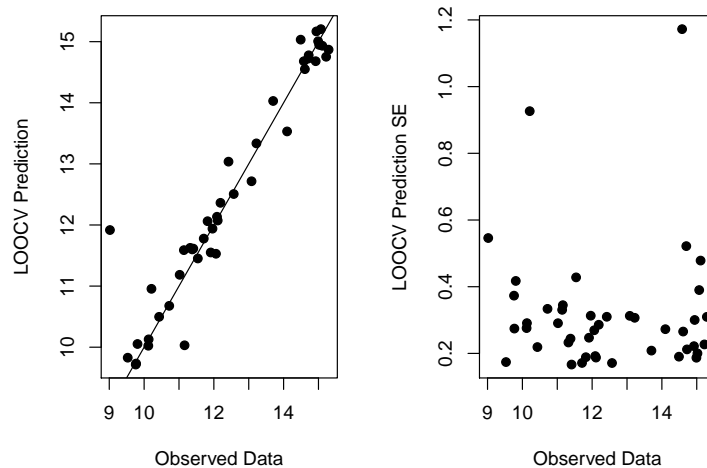 LOOCV Prediction
15
14
13
12
11
10
9 10 12 14
Observed Data
LOOCV Prediction SE
1.2
1.0
0.8
0.6
0.4
0.2
9 10 12 14
Observed Data